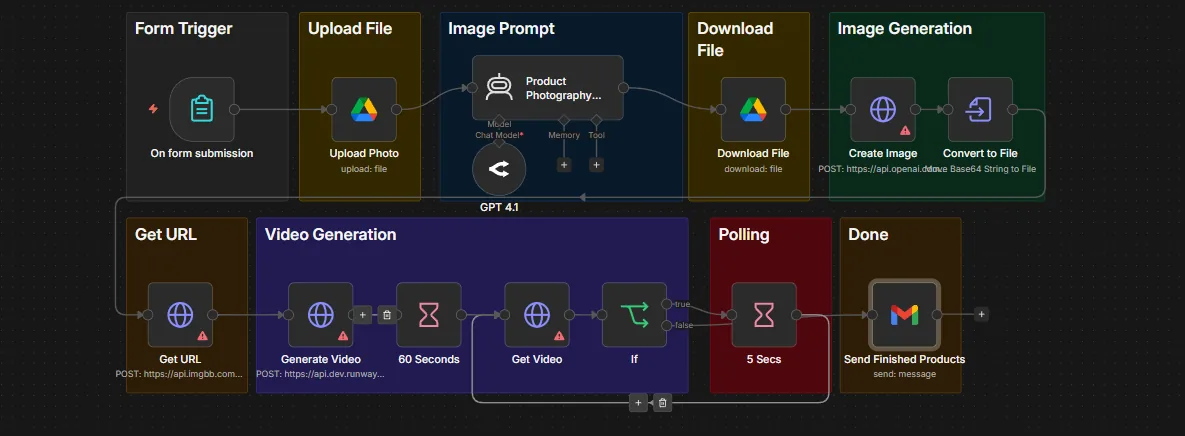 Form Trigger
Upload File
Image Prompt
Download
File
Image Generation
Product
Photography...
Model
Chat Model*
Memory
Tool
On form submission
Upload Photo
upload: file
Download File
download: file
Create Image
POST: https://api.openai.com...
Move Base64 String to File
Convert to File
GPT 4.1
Get URL
Video Generation
Polling
Done
true
false
Get URL
POST: https://api.imgbb.com...
Generate Video
POST: https://api.dev.runway...
60 Seconds
Get Video
If
5 Secs
Send Finished Products
send: message